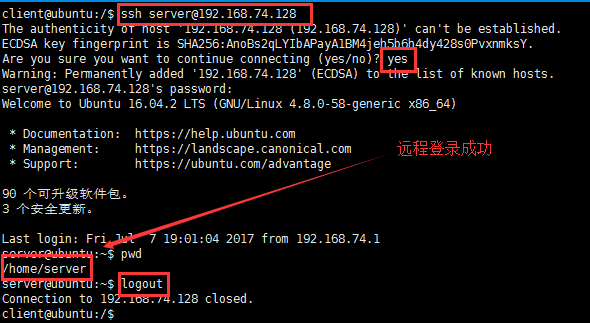 client@ubuntu:/$ ssh server@192.168.74.128
The authenticity of host '192.168.74.128 (192.168.74.128)' can't be established.
ECDSA key fingerprint is SHA256:AnoBs2qLYIbAPayA1BM4jeh5h6h4dy428s0PvxnmksY.
Are you sure you want to continue connecting (yes/no)? yes
Warning: Permanently added '192.168.74.128' (ECDSA) to the list of known hosts.
server@192.168.74.128's password:
Welcome to Ubuntu 16.04.2 LTS (GNU/Linux 4.8.0-58-generic x86_64)
* Documentation: https://help.ubuntu.com
* Management: https://landscape.canonical.com
* Support: https://ubuntu.com/advantage
远程登录成功
90 个可升级软件包。
3 个安全更新。
Last login: Fri Jul 7 19:01:04 2017 from 192.168.74.1
server@ubuntu:~$ pwd
/home/server
server@ubuntu:~$ logout
Connection to 192.168.74.128 closed.
client@ubuntu:/$